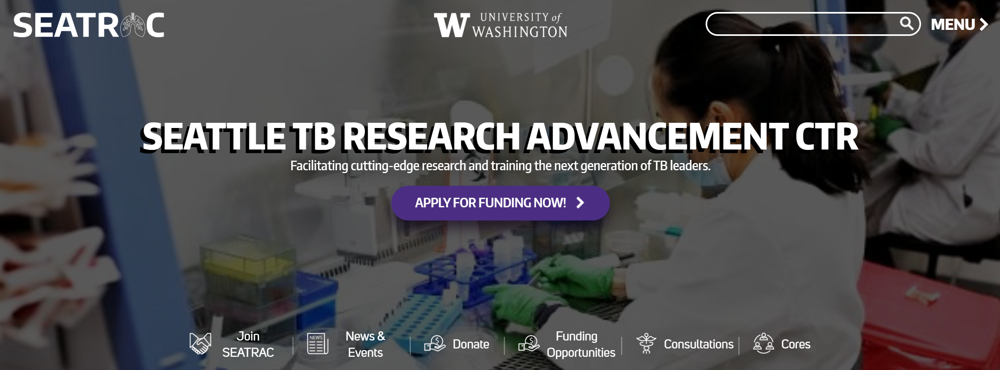 SEATRAC
W UNIVERSITY of
WASHINGTON
MENU
SEATTLE TB RESEARCH ADVANCEMENT CTR
Facilitating cutting-edge research and training the next generation of TB leaders.
APPLY FOR FUNDING NOW!
Join
SEATRAC
NEWS
News &
Events
$
Donate
$
Funding
Opportunities
Consultations
Cores